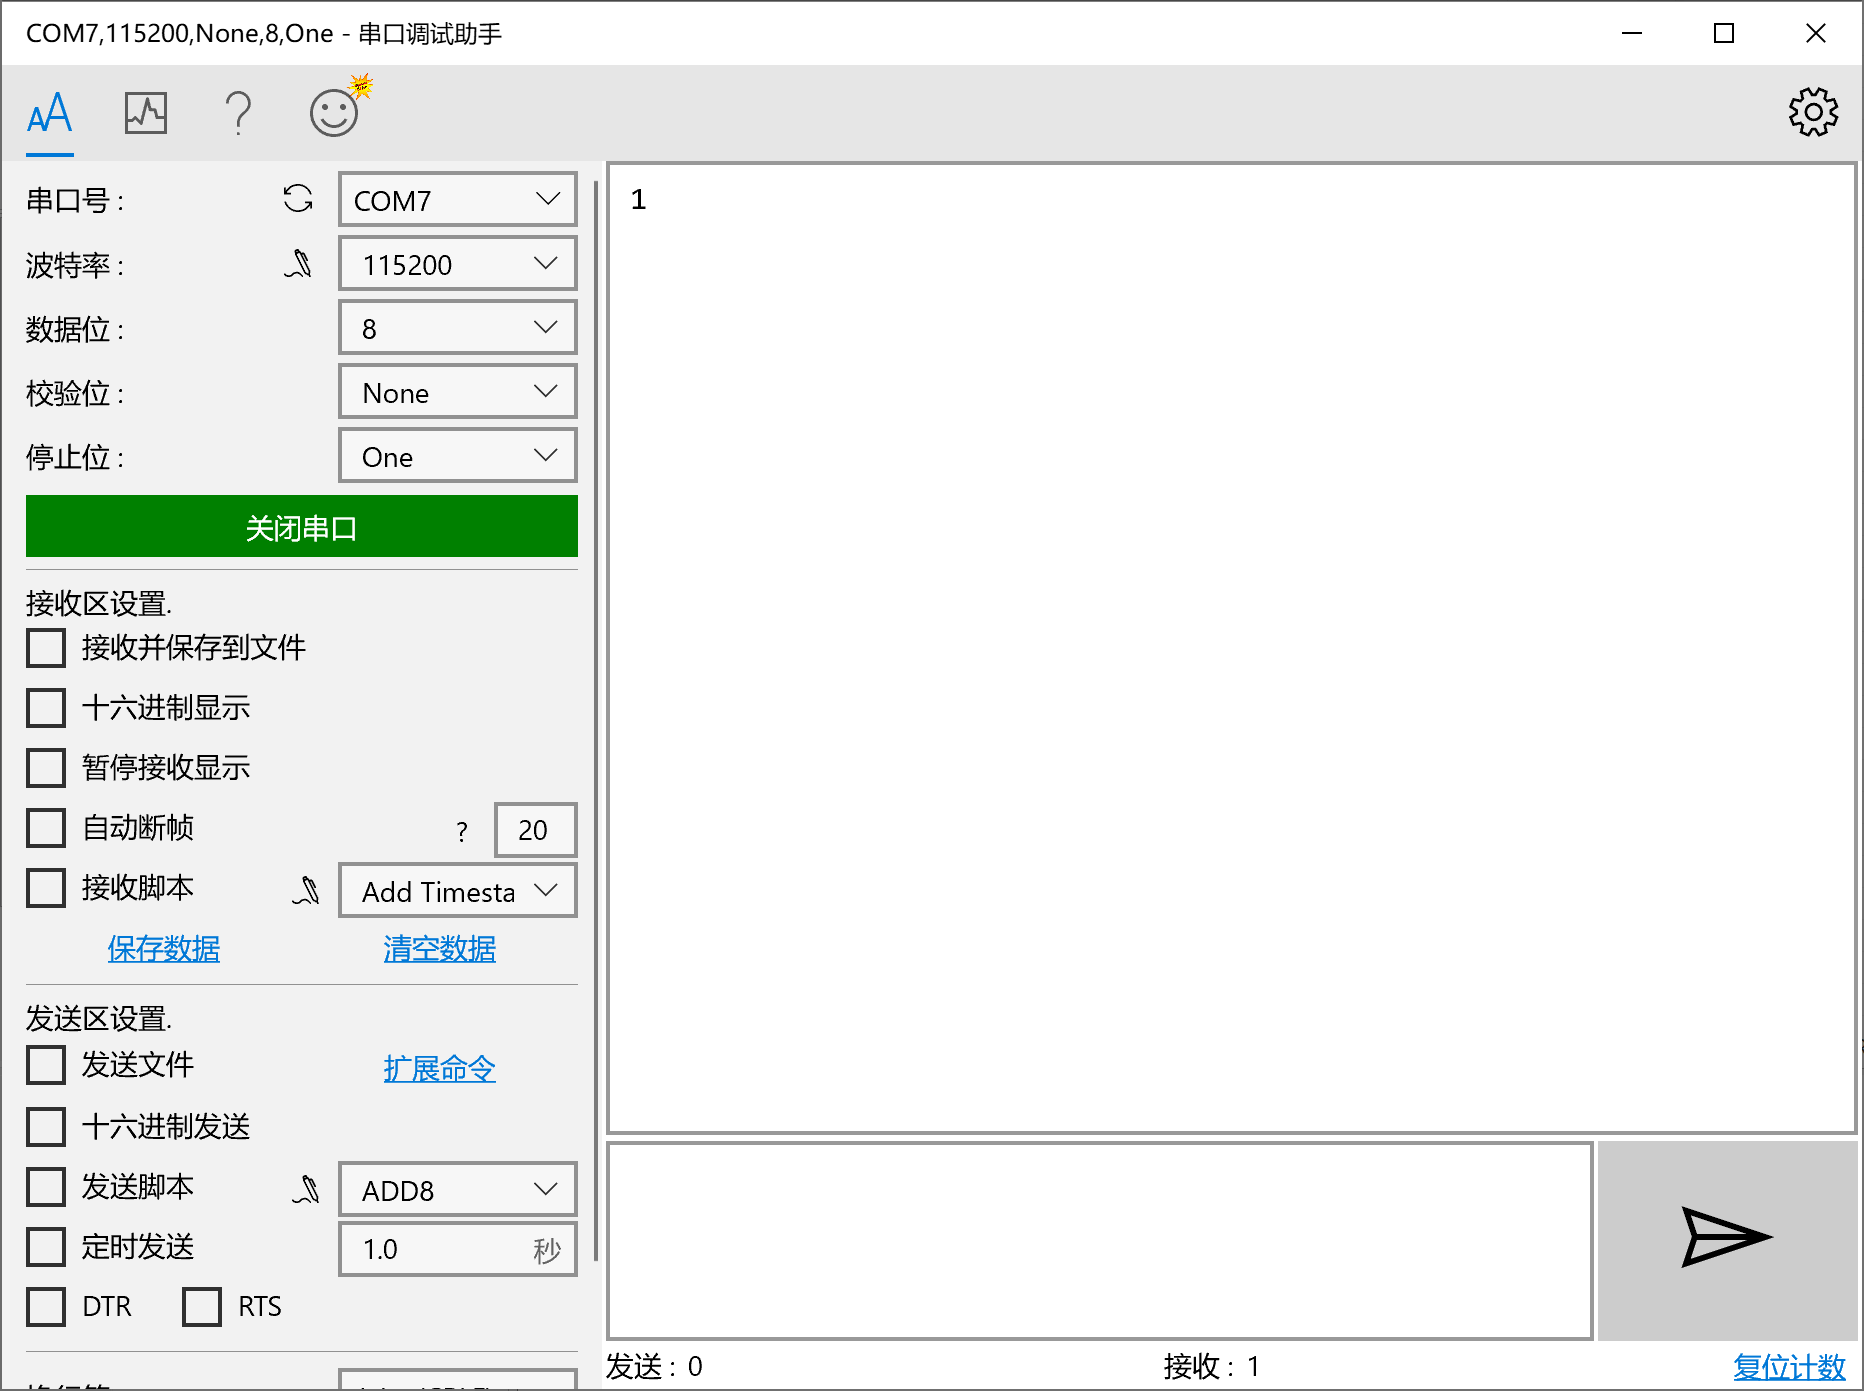 COM7,115200,None,8,One - 串口调试助手
串口号 :
COM7
波特率 :
115200
数据位 :
8
校验位 :
None
停止位 :
One
关闭串口
接收区设置.
接收并保存到文件
十六进制显示
暂停接收显示
自动断帧
?
20
接收脚本
Add Timesta
保存数据
清空数据
发送区设置.
发送文件
扩展命令
十六进制发送
发送脚本
ADD8
定时发送
1.0
秒
DTR
RTS
1
发送 : 0
接收 : 1
复位计数